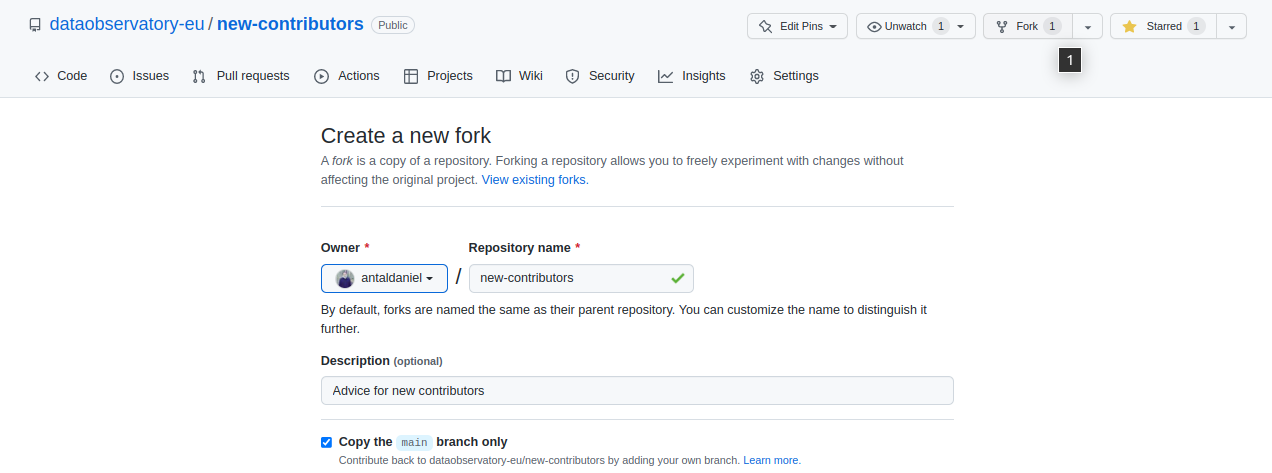 dataobservatory-eu / new-contributors Public
Edit Pins Unwatch 1 Fork 1 Starred 1
1
Code Issues Pull requests Actions Projects Wiki Security Insights Settings
Create a new fork
A fork is a copy of a repository. Forking a repository allows you to freely experiment with changes without
affecting the original project. View existing forks.
Owner * Repository name *
antaldaniel / new-contributors
By default, forks are named the same as their parent repository. You can customize the name to distinguish it
further.
Description (optional)
Advice for new contributors
Copy the main branch only
Contribute back to dataobservatory-eu/new-contributors by adding your own branch. Learn more.